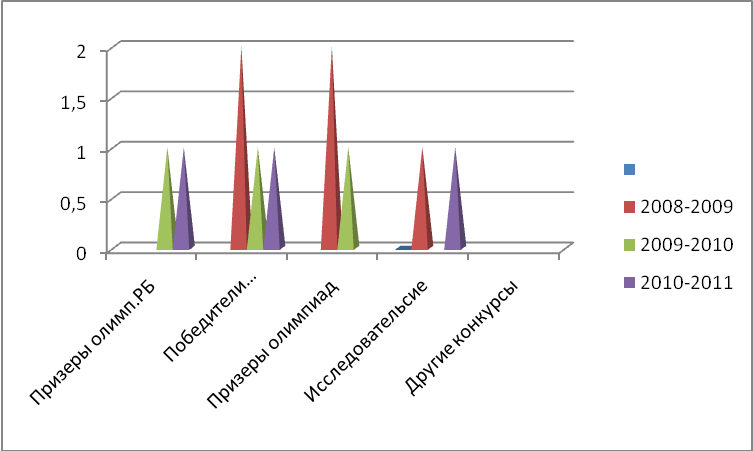 2
1,5
1
0,5
0
Призеры олимп.РБ
Победители...
Призеры олимпиад
Исследовательсие
Другие конкурсы
2008-2009
2009-2010
2010-2011